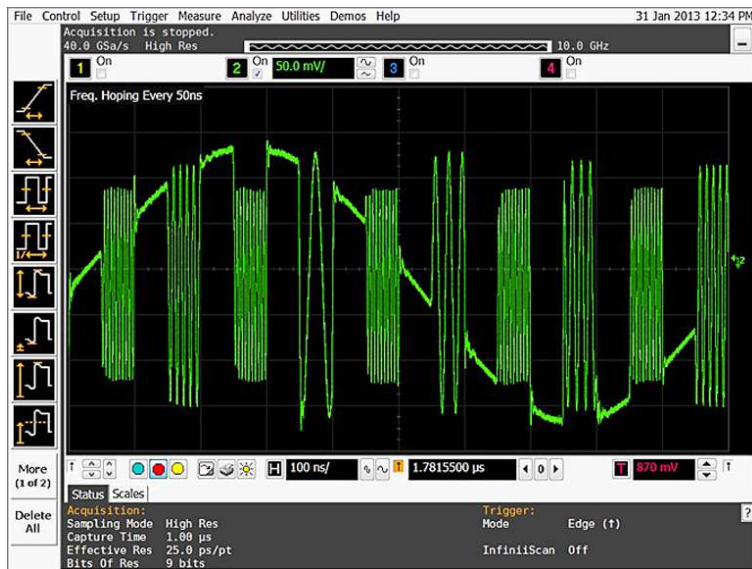 File Control Setup Trigger Measure Analyze Utilities Demos Help 31 Jan 2013 12:34 PM
Acquisition is stopped.
40.0 GSa/s High Res 10.0 GHz
1 On 2 On 50.0 mV/ 3 On 4 On
Freq. Hoping Every 50ns
2
1/
More
(1 of 2)
Delete
All
H 100 ns/ 1.7815500 µs 0 T 870 mV
Status Scales
Acquisition: Trigger:
Sampling Mode High Res Mode Edge (↑)
Capture Time 1.00 µs
Effective Res 25.0 ps/pt InfiniiScan Off
Bits Of Res 9 bits
?